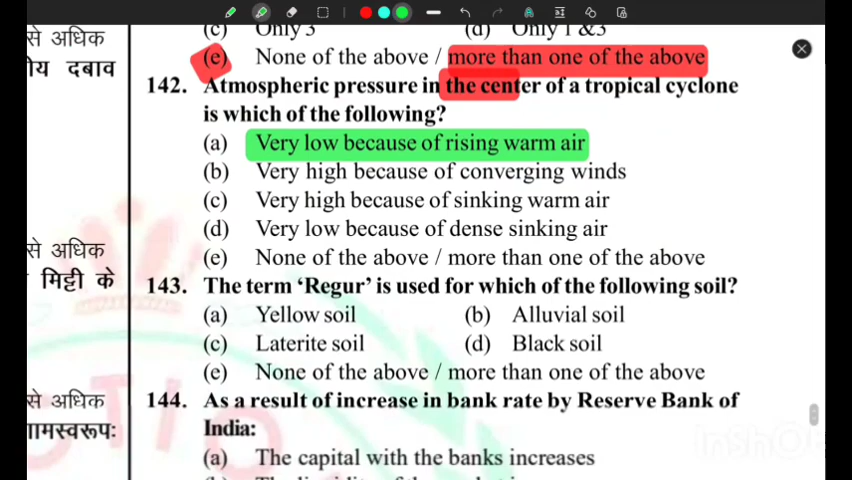 से अधिक
य दबाव
से अधिक
मिट्टी के
से अधिक
णामस्वरूपः
(c) Only 3 (d) Only 1 &3
(e) None of the above / more than one of the above
142. Atmospheric pressure in the center of a tropical cyclone
is which of the following?
(a) Very low because of rising warm air
(b) Very high because of converging winds
(c) Very high because of sinking warm air
(d) Very low because of dense sinking air
(e) None of the above / more than one of the above
143. The term ‘Regur’ is used for which of the following soil?
(a) Yellow soil (b) Alluvial soil
(c) Laterite soil (d) Black soil
(e) None of the above / more than one of the above
144. As a result of increase in bank rate by Reserve Bank of
India:
(a) The capital with the banks increases